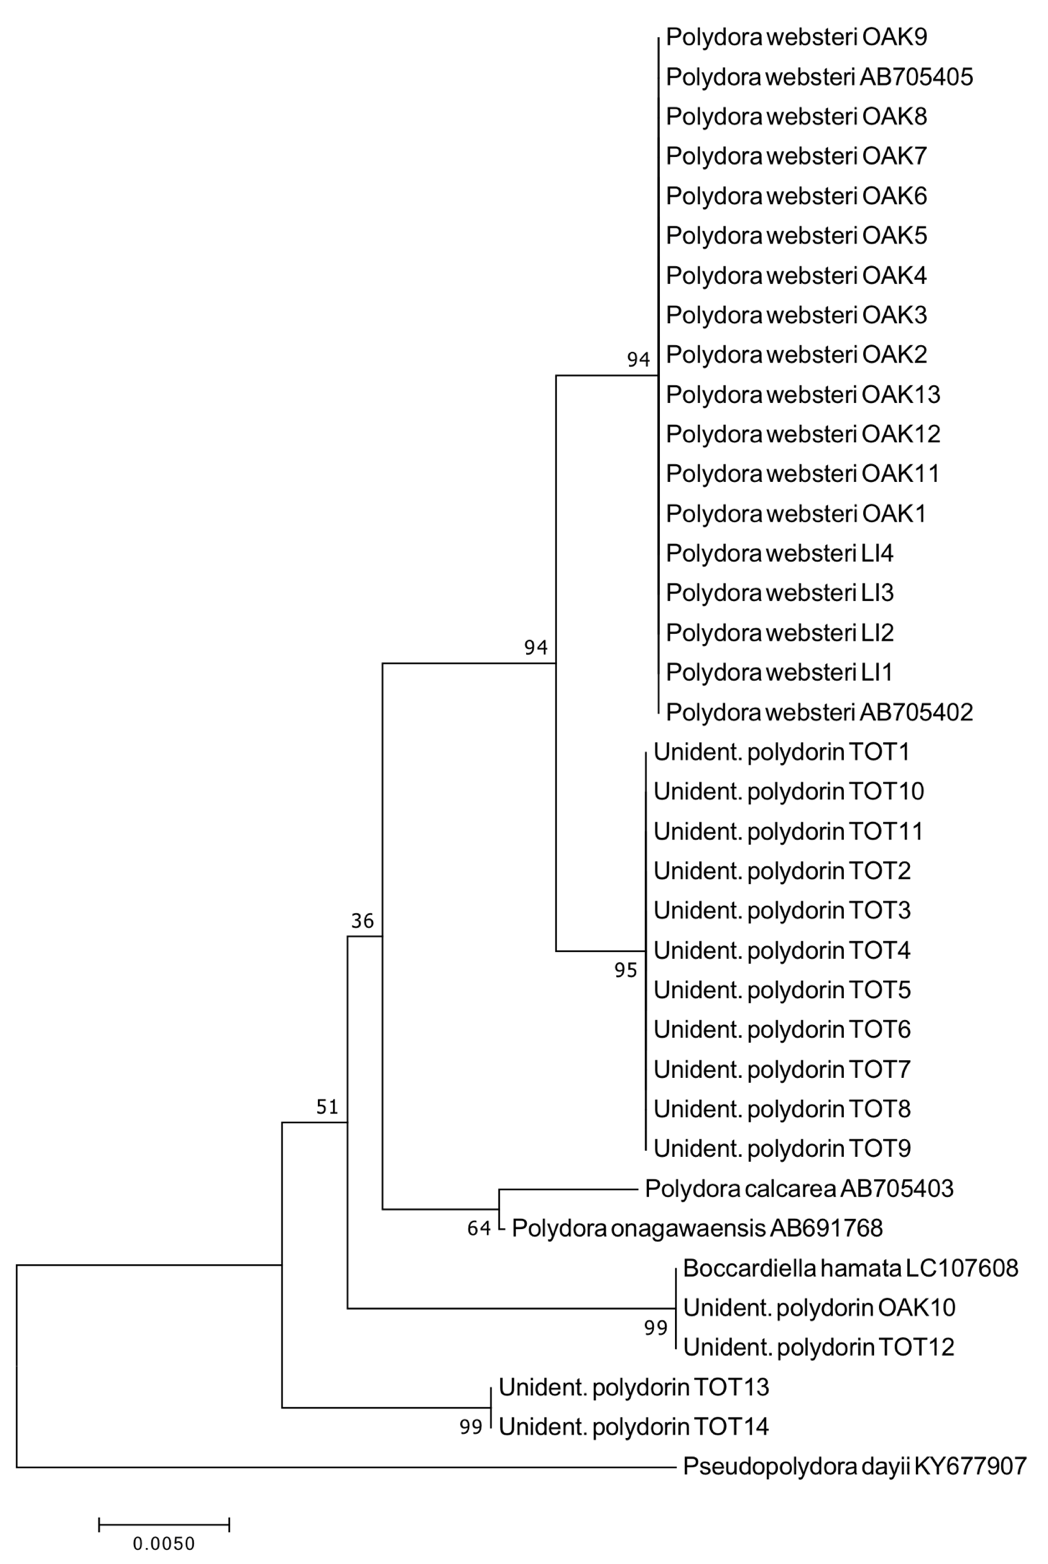 Polydora websteri OAK9
Polydora websteri AB705405
Polydora websteri OAK8
Polydora websteri OAK7
Polydora websteri OAK6
Polydora websteri OAK5
Polydora websteri OAK4
Polydora websteri OAK3
94 Polydora websteri OAK2
Polydora websteri OAK13
Polydora websteri OAK12
Polydora websteri OAK11
Polydora websteri OAK1
Polydora websteri LI4
Polydora websteri LI3
Polydora websteri LI2
94
Polydora websteri LI1
Polydora websteri AB705402
Unident. polydorin TOT1
Unident. polydorin TOT10
Unident. polydorin TOT11
Unident. polydorin TOT2
Unident. polydorin TOT3
36
Unident. polydorin TOT4
95
Unident. polydorin TOT5
Unident. polydorin TOT6
Unident. polydorin TOT7
51 Unident. polydorin TOT8
Unident. polydorin TOT9
Polydora calcarea AB705403
64 Polydora onagawaensis AB691768
Boccardiella hamata LC107608
Unident. polydorin OAK10
99
Unident. polydorin TOT12
Unident. polydorin TOT13
99 Unident. polydorin TOT14
Pseudopolydora dayii KY677907
0.0050